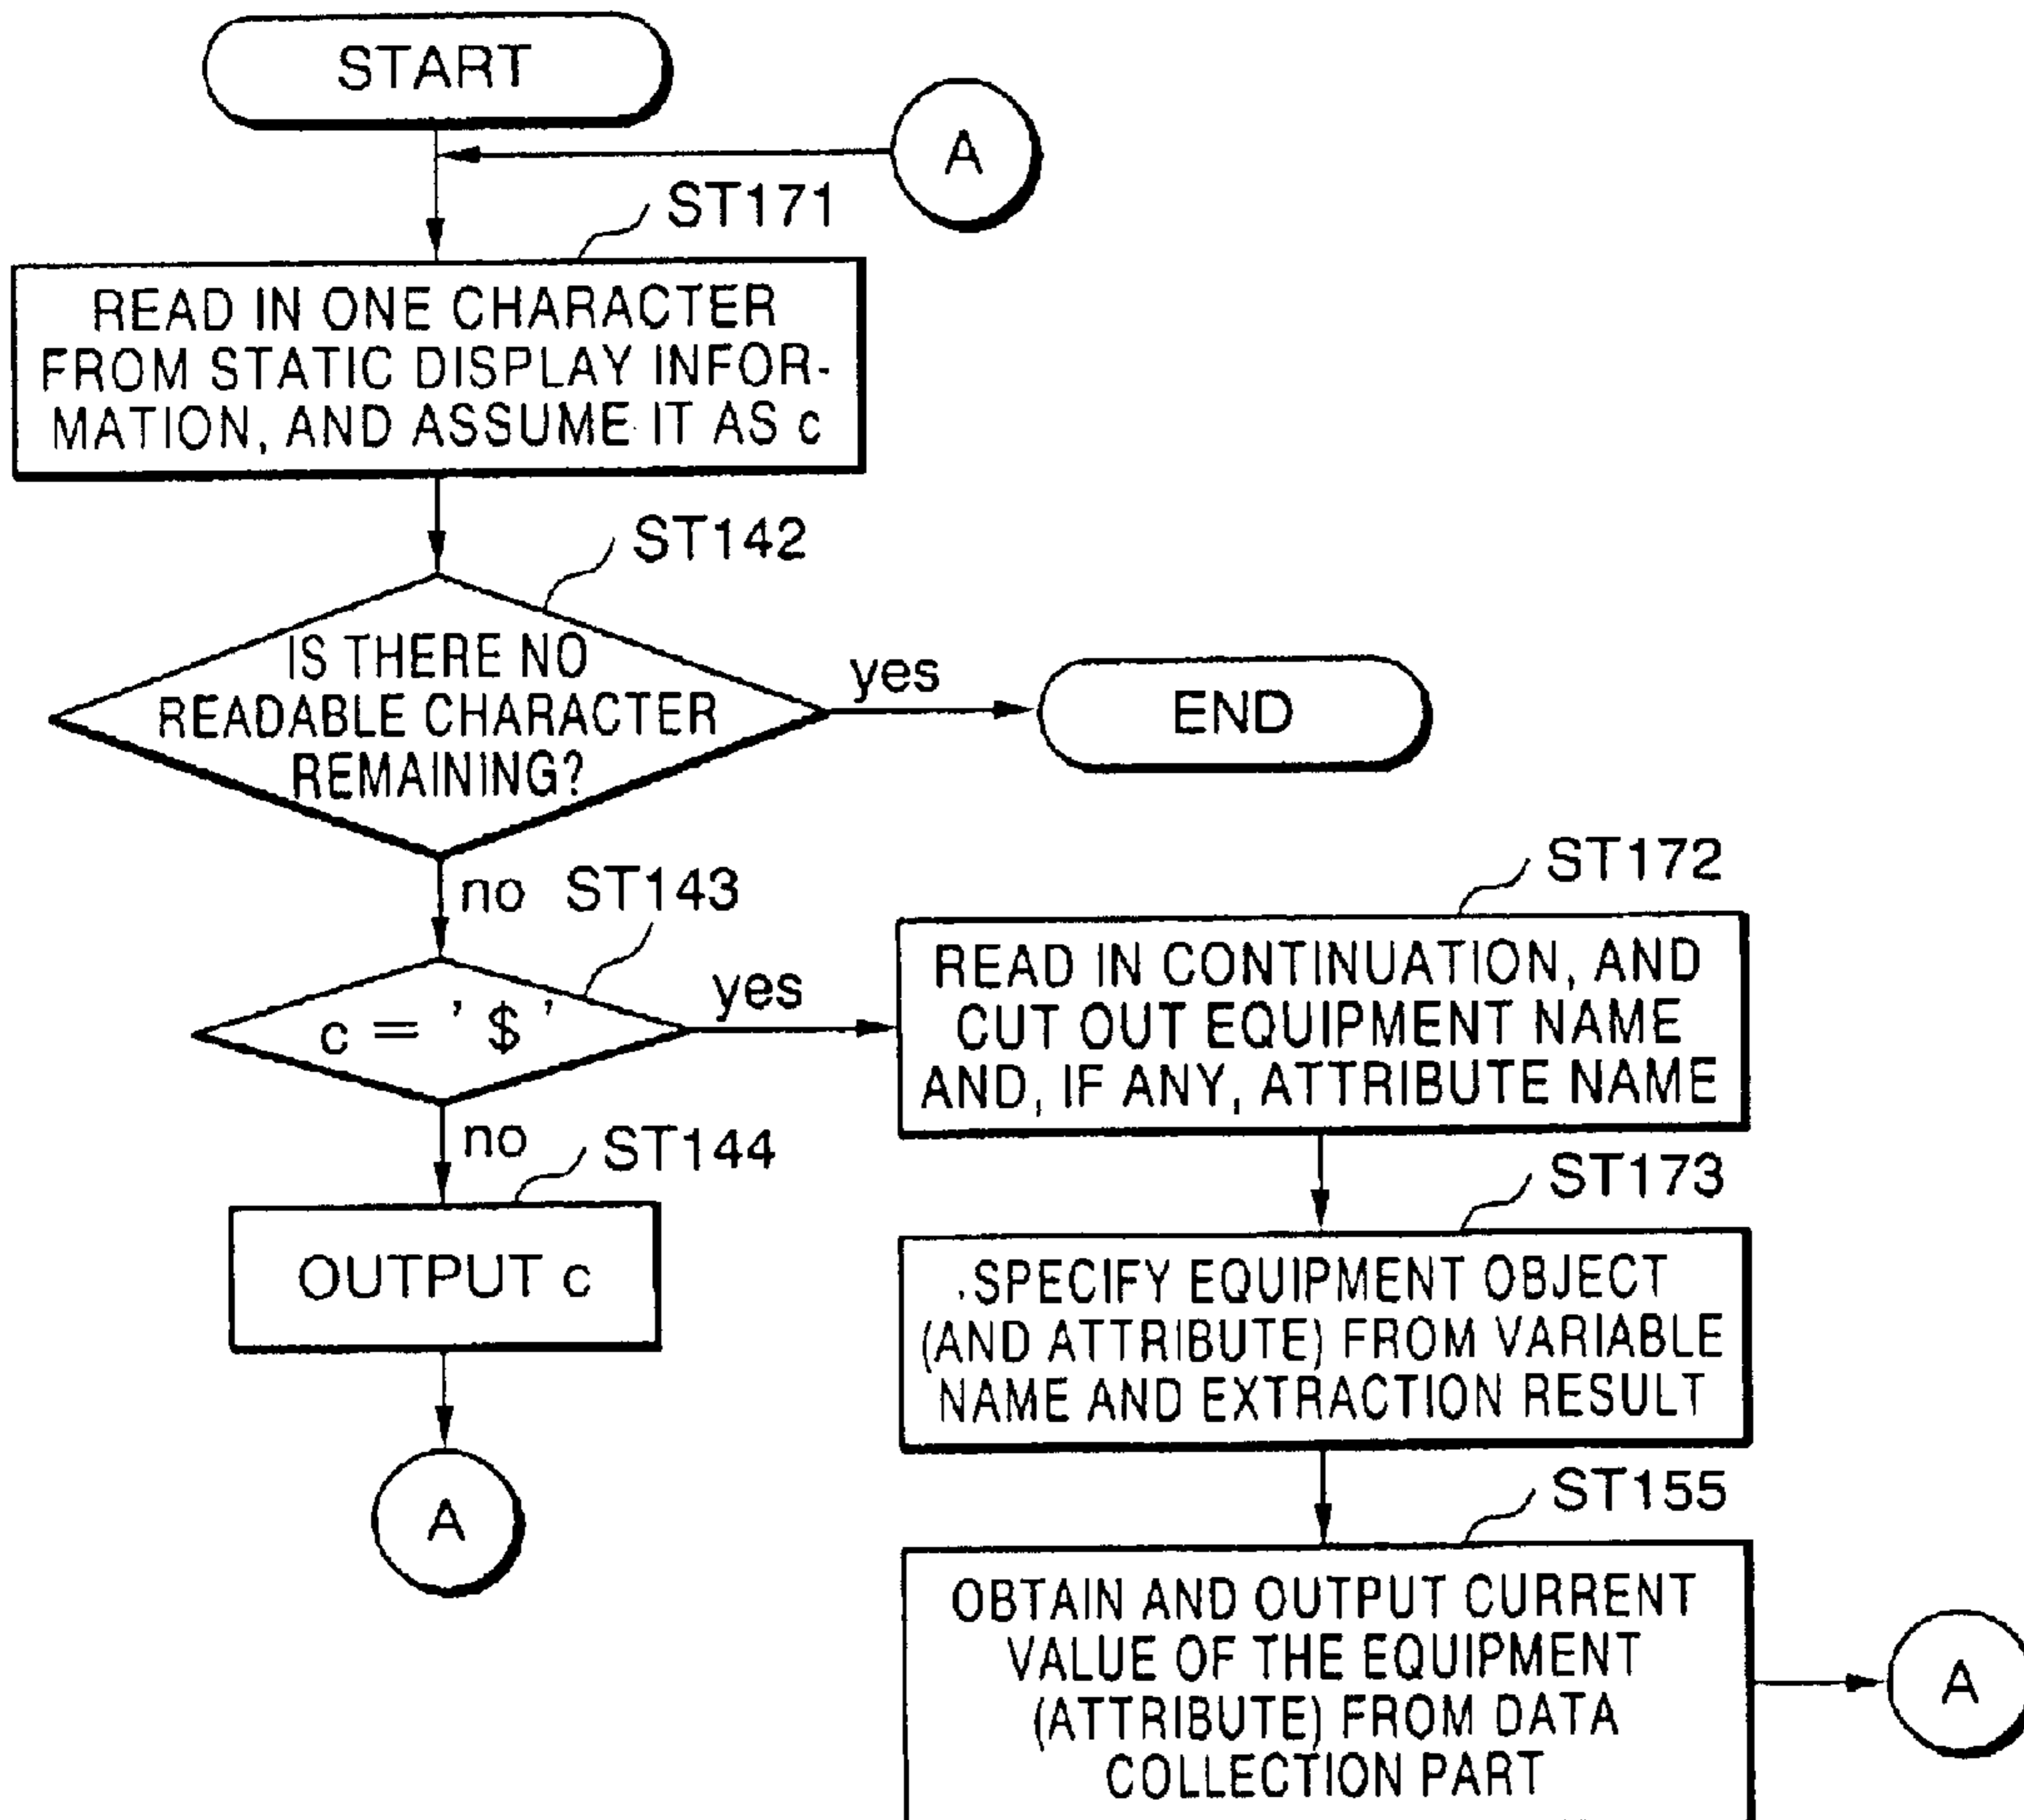 START
A
ST171
READ IN ONE CHARACTER
FROM STATIC DISPLAY INFOR-
MATION, AND ASSUME IT AS c
ST142
IS THERE NO
READABLE CHARACTER
REMAINING?
yes
END
no
ST143
c = '$'
yes
ST172
READ IN CONTINUATION, AND
CUT OUT EQUIPMENT NAME
AND, IF ANY, ATTRIBUTE NAME
no
ST144
OUTPUT c
A
ST173
SPECIFY EQUIPMENT OBJECT
(AND ATTRIBUTE) FROM VARIABLE
NAME AND EXTRACTION RESULT
ST155
OBTAIN AND OUTPUT CURRENT
VALUE OF THE EQUIPMENT
(ATTRIBUTE) FROM DATA
COLLECTION PART
A